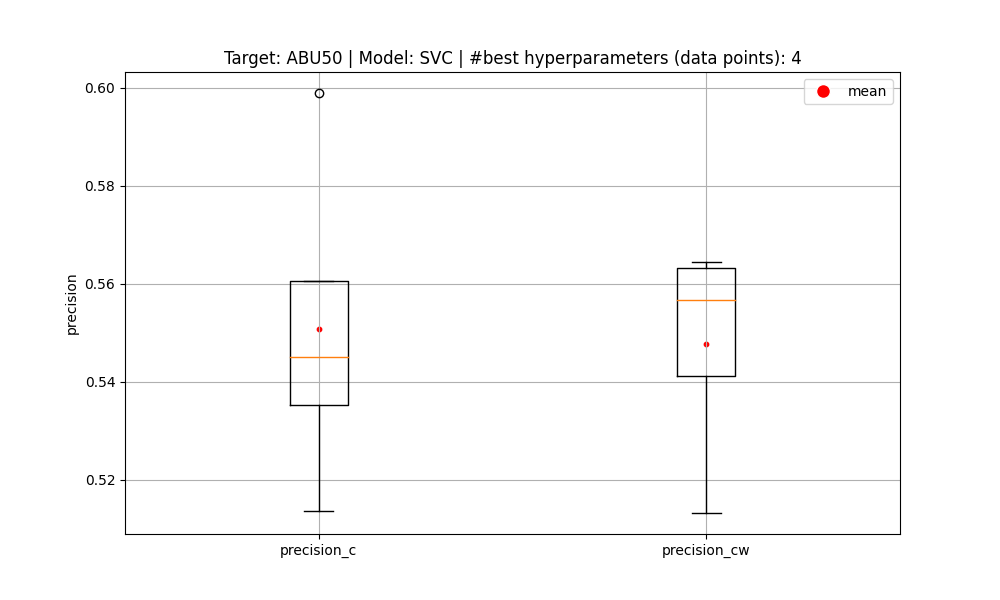 Target: ABU50 | Model: SVC | #best hyperparameters (data points): 4
mean
0.60
0.58
0.56
0.54
0.52
precision
precision_c
precision_cw